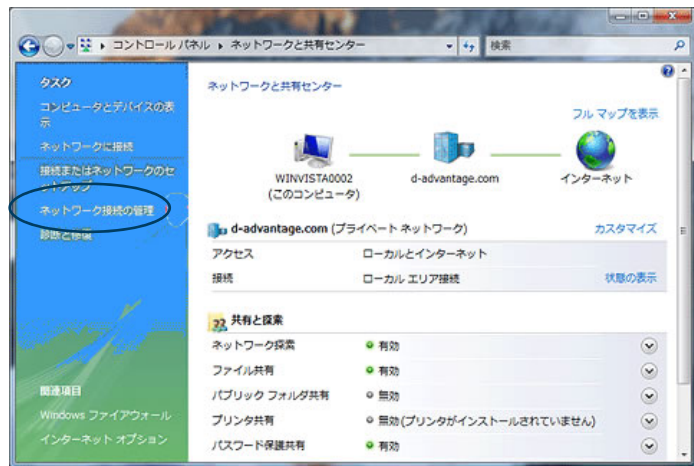 コントロール パネル ▸ ネットワークと共有センター
検索
タスク
コンピュータとデバイスの表
示
ネットワークに接続
接続またはネットワークのセ
ットアップ
ネットワーク接続の管理
診断と修復
関連項目
Windows ファイアウォール
インターネット オプション
ネットワークと共有センター
フル マップを表示
WINVISTA0002
(このコンピュータ)
d-advantage.com
インターネット
d-advantage.com (プライベート ネットワーク)
カスタマイズ
アクセス
ローカルとインターネット
接続
ローカル エリア接続
状態の表示
共有と探索
ネットワーク探索
有効
ファイル共有
有効
パブリック フォルダ共有
無効
プリンタ共有
無効(プリンタがインストールされていません)
パスワード保護共有
有効